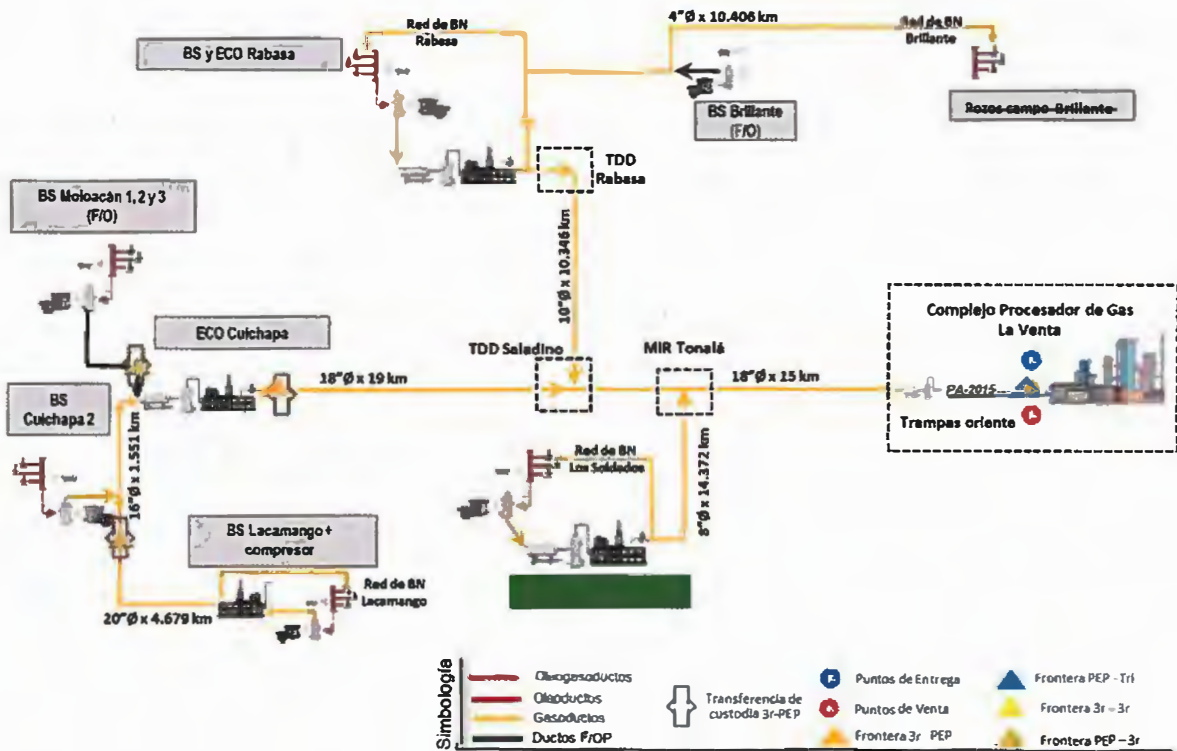 4"Ø x 10.406 km
Red de BN
Rabasa
Red de BN
Brillante
BS y ECO Rabasa
BS Brillante
(F/O)
Pozos campo Brillante
TDD
Rabasa
BS Moloacán 1, 2 y 3
(F/O)
10"Ø x 10.346 km
Complejo Procesador de Gas
La Venta
ECO Cuichapa
TDD Saladino
MIR Tonalá
18"Ø x 19 km
18"Ø x 15 km
PA-2015
Trampas oriente
BS
Cuichapa 2
16"Ø x 1.551 km
Red de BN
Los Soldados
8"Ø x 14.372 km
BS Lacamango +
compresor
Red de BN
Lacamango
20"Ø x 4.679 km
Simbología
Oleogasoductos
Oleoductos
Gasoductos
Ductos F/OP
Transferencia de
custodia 3r-PEP
Puntos de Entrega
Puntos de Venta
Frontera 3r - PEP
Frontera PEP - Tri
Frontera 3r - 3r
Frontera PEP - 3r